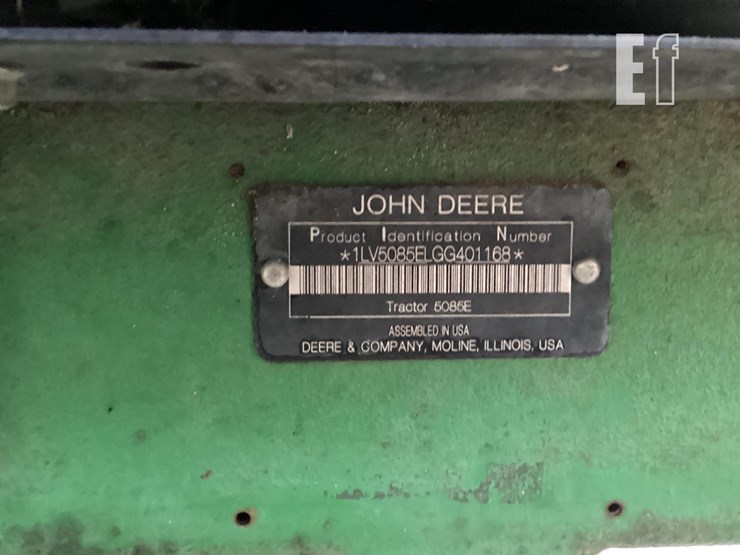 Ef
JOHN DEERE
Product Identification Number
*1LV5085ELGG401168*
Tractor 5085E
ASSEMBLED IN USA
DEERE & COMPANY, MOLINE, ILLINOIS, USA